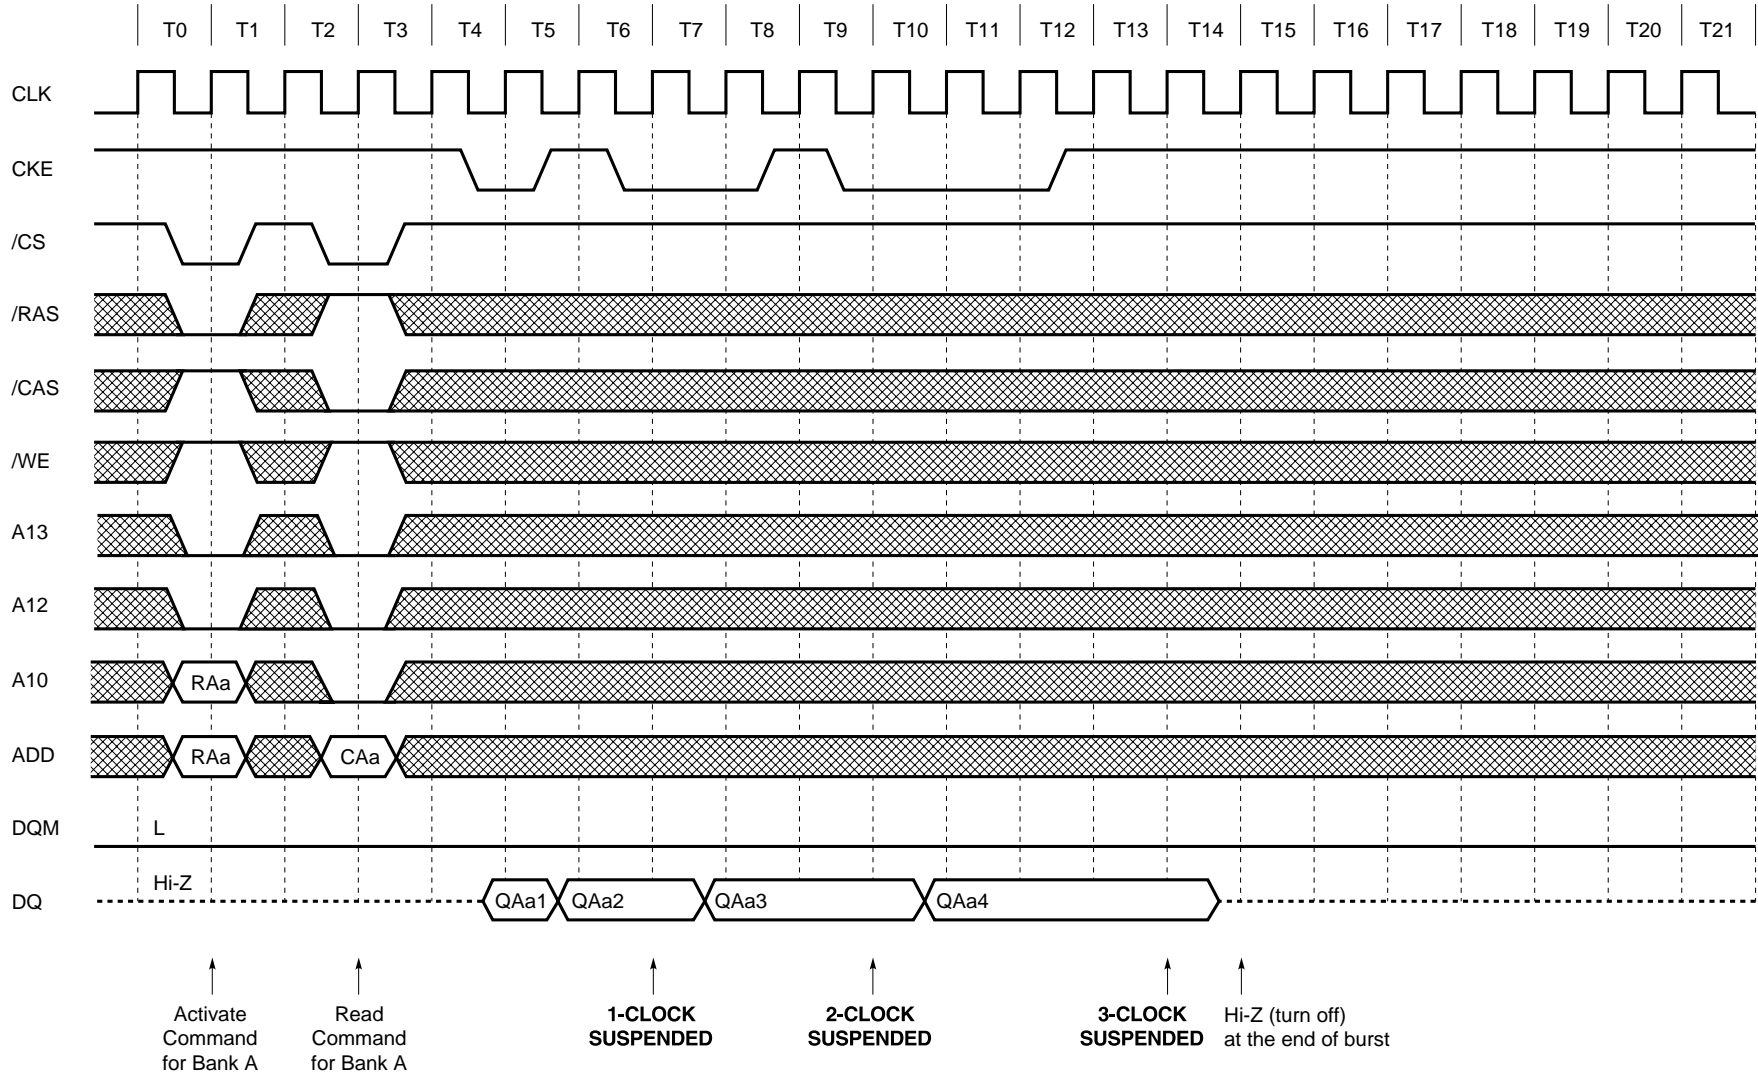 T0 T1 T2 T3 T4 T5 T6 T7 T8 T9 T10 T11 T12 T13 T14 T15 T16 T17 T18 T19 T20 T21
CLK
CKE
/CS
/RAS
/CAS
/WE
A13
A12
A10 RAa
ADD RAa CAa
DQM L
DQ Hi-Z QAa1 QAa2 QAa3 QAa4
Activate
Command
for Bank A
Read
Command
for Bank A
1-CLOCK
SUSPENDED
2-CLOCK
SUSPENDED
3-CLOCK
SUSPENDED
Hi-Z (turn off)
at the end of burst